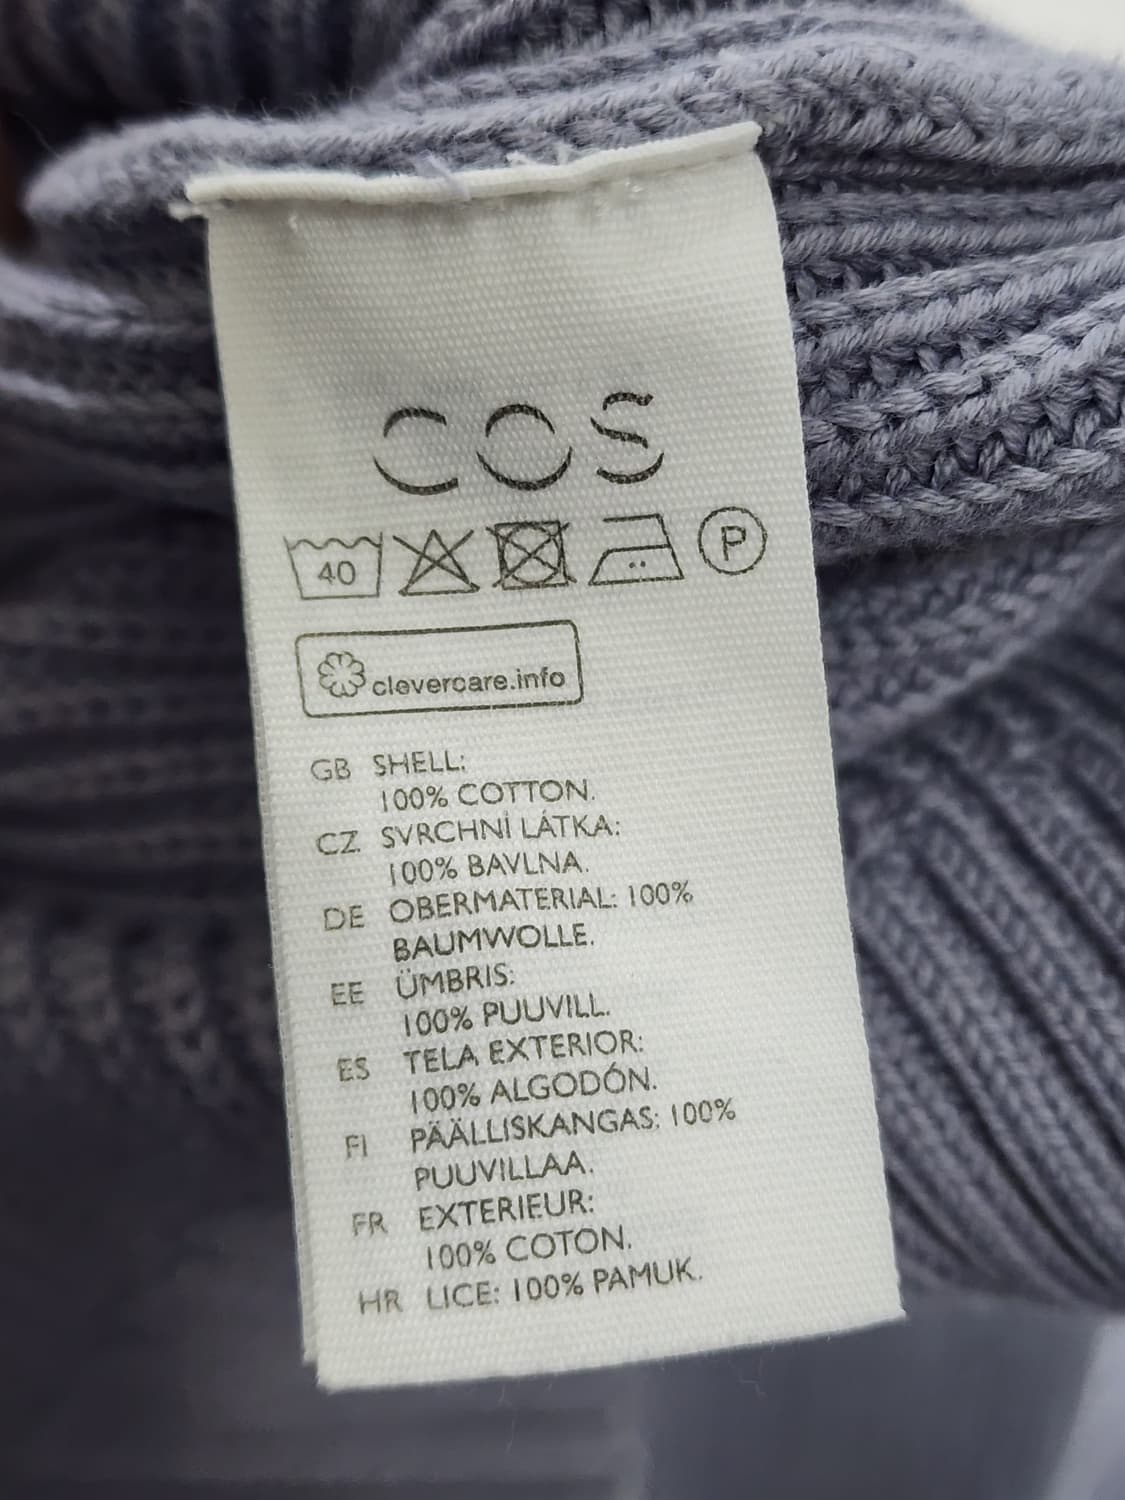 COS
40 P
clevercare.info
GB SHELL:
100% COTTON.
CZ SVRCHNÍ LÁTKA:
100% BAVLNA.
DE OBERMATERIAL: 100%
BAUMWOLLE.
EE ÜMBRIS:
100% PUUVILL.
ES TELA EXTERIOR:
100% ALGODÓN.
FI PÄÄLLISKANGAS: 100%
PUUVILLAA.
FR EXTERIEUR:
100% COTON.
HR LICE: 100% PAMUK.